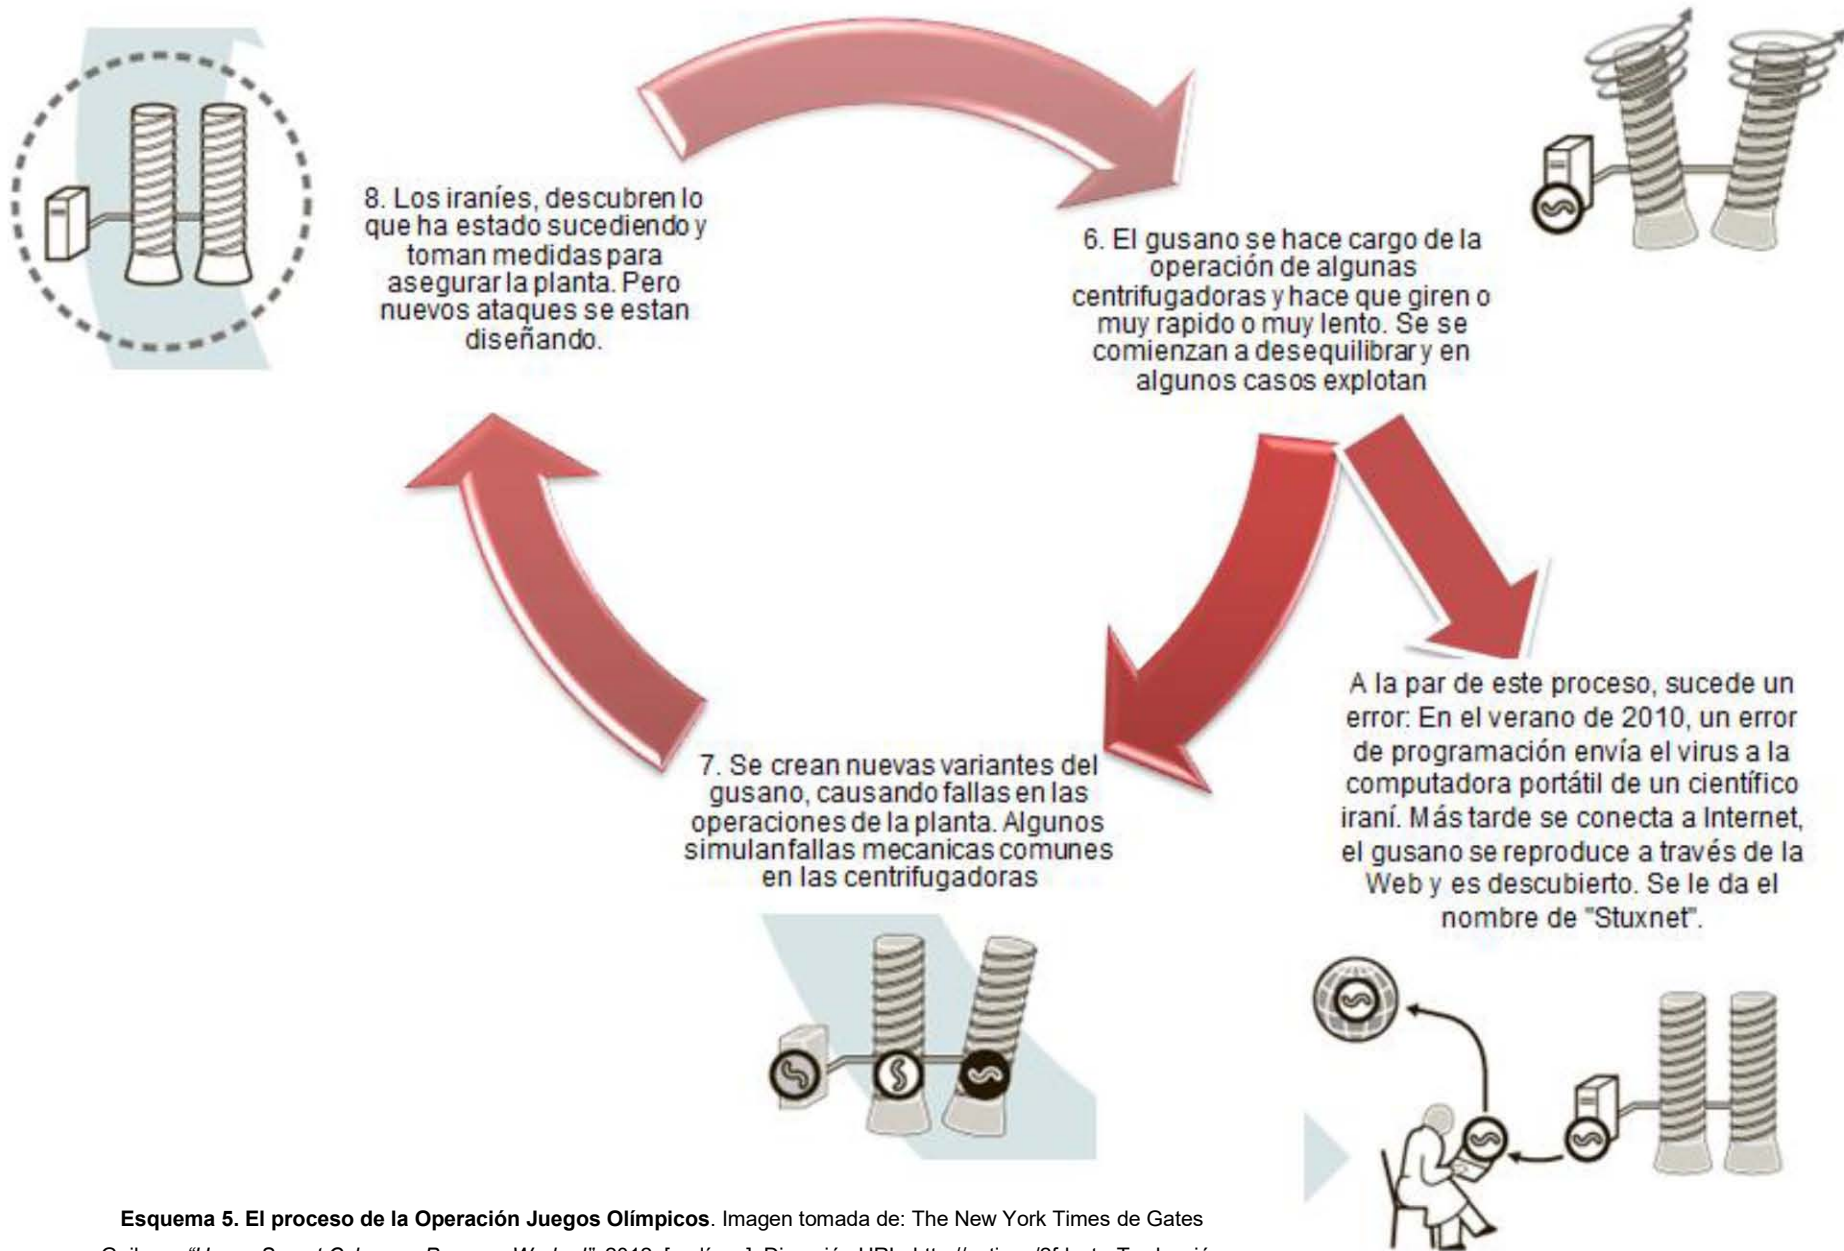 8. Los iraníes, descubren lo
que ha estado sucediendo y
toman medidas para
asegurar la planta. Pero
nuevos ataques se estan
diseñando.
6. El gusano se hace cargo de la
operación de algunas
centrifugadoras y hace que giren o
muy rapido o muy lento. Se se
comienzan a desequilibrar y en
algunos casos explotan
7. Se crean nuevas variantes del
gusano, causando fallas en las
operaciones de la planta. Algunos
simulan fallas mecanicas comunes
en las centrifugadoras
A la par de este proceso, sucede un
error: En el verano de 2010, un error
de programación envía el virus a la
computadora portátil de un científico
iraní. Más tarde se conecta a Internet,
el gusano se reproduce a través de la
Web y es descubierto. Se le da el
nombre de "Stuxnet".
Esquema 5. El proceso de la Operación Juegos Olímpicos. Imagen tomada de: The New York Times de Gates